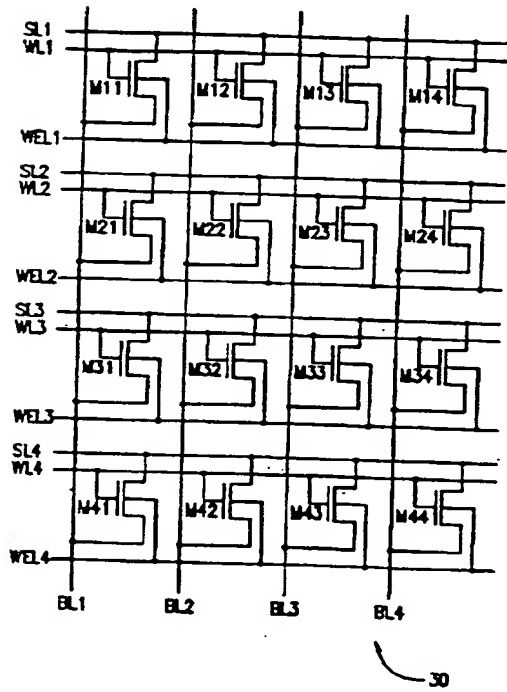 SL1
WL1
M11 M12 M13 M14
WEL1
SL2
WL2
M21 M22 M23 M24
WEL2
SL3
WL3
M31 M32 M33 M34
WEL3
SL4
WL4
M41 M42 M43 M44
WEL4
BL1 BL2 BL3 BL4
30